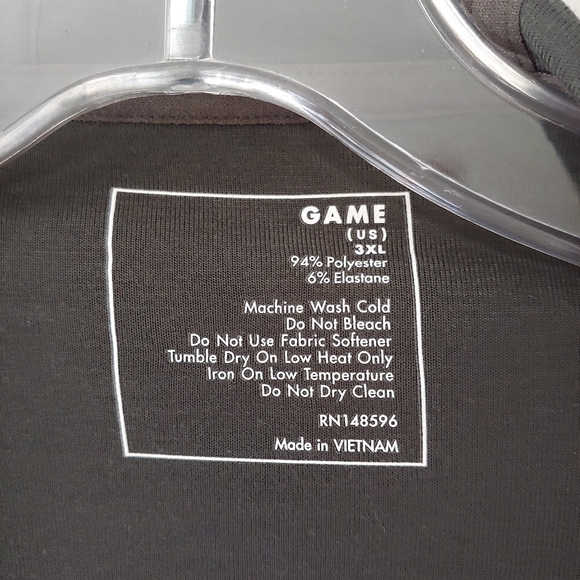 GAME
(US)
3XL
94% Polyester
6% Elastane
Machine Wash Cold
Do Not Bleach
Do Not Use Fabric Softener
Tumble Dry On Low Heat Only
Iron On Low Temperature
Do Not Dry Clean
RN148596
Made in VIETNAM